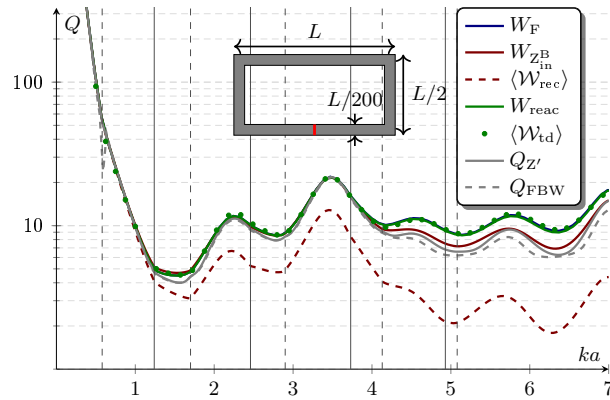 Q
100
10
1
1 2 3 4 5 6 7
ka
L
L/2
L/200
W_F
W_{Z_in^B}
⟨𝒲_rec⟩
W_reac
⟨𝒲_td⟩
Q_{Z′}
Q_FBW